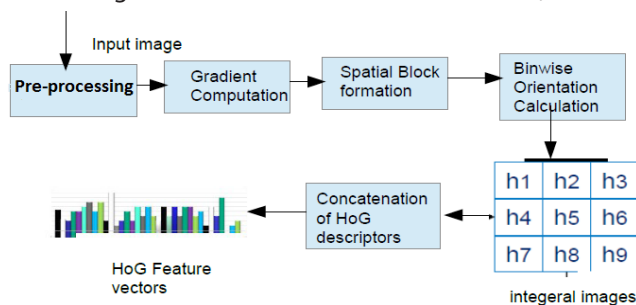 Input image
Pre-processing
Gradient
Computation
Spatial Block
formation
Binwise
Orientation
Calculation
h1 h2 h3
h4 h5 h6
h7 h8 h9
integeral images
Concatenation
of HoG
descriptors
HoG Feature
vectors